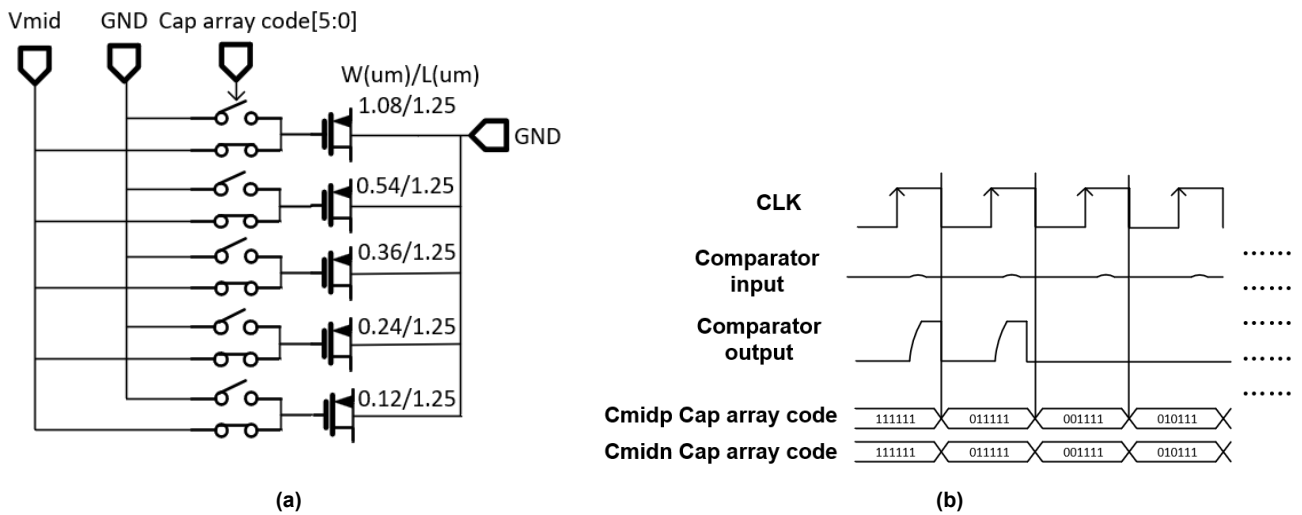 Vmid GND Cap array code[5:0]
W(um)/L(um)
1.08/1.25
GND
0.54/1.25
0.36/1.25
0.24/1.25
0.12/1.25
(a)
CLK
Comparator
input
......
......
Comparator
output
......
......
......
Cmidp Cap array code 111111 011111 001111 010111
Cmidn Cap array code 111111 011111 001111 010111
(b)